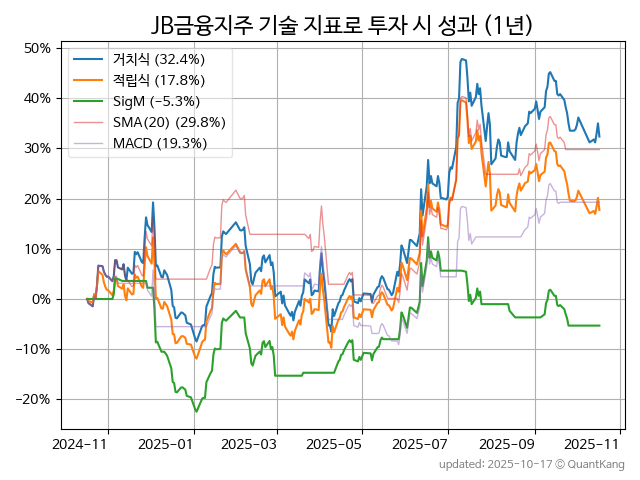 JB금융지주 기술 지표로 투자 시 성과 (1년)
50%
40%
30%
20%
10%
0%
−10%
−20%
거치식 (32.4%)
적립식 (17.8%)
SigM (−5.3%)
SMA(20) (29.8%)
MACD (19.3%)
2024-11 2025-01 2025-03 2025-05 2025-07 2025-09 2025-11
updated: 2025-10-17 © QuantKang